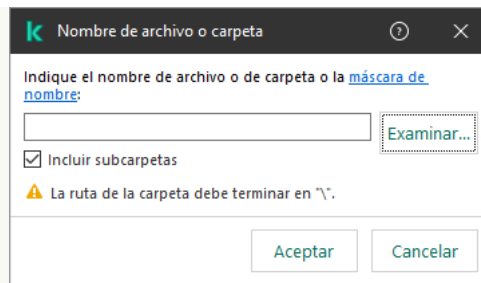 Nombre de archivo o carpeta
Indique el nombre de archivo o de carpeta o la máscara de
nombre:
Examinar...
Incluir subcarpetas
La ruta de la carpeta debe terminar en "\".
Aceptar Cancelar